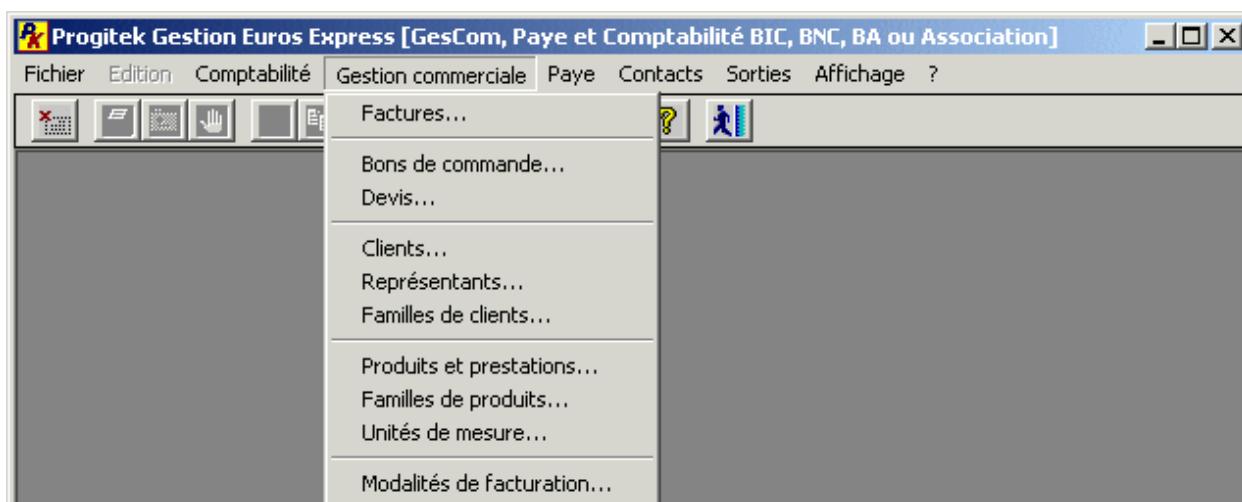 Progitek Gestion Euros Express [GesCom, Paye et Comptabilité BIC, BNC, BA ou Association]
Fichier Edition Comptabilité Gestion commerciale Paye Contacts Sorties Affichage ?
Factures...
Bons de commande...
Devis...
Clients...
Représentants...
Familles de clients...
Produits et prestations...
Familles de produits...
Unités de mesure...
Modalités de facturation...